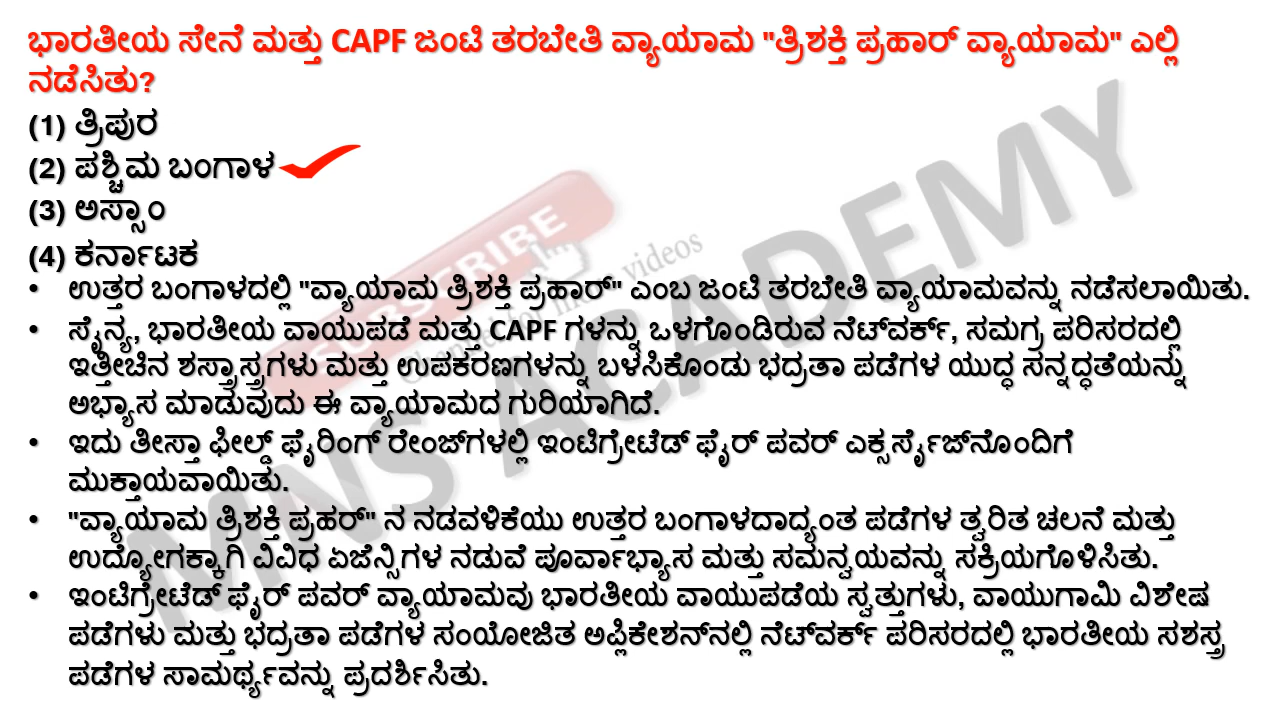 ಭಾರತೀಯ ಸೇನೆ ಮತ್ತು CAPF ಜಂಟಿ ತರಬೇತಿ ವ್ಯಾಯಾಮ "ತ್ರಿಶಕ್ತಿ ಪ್ರಹಾರ್ ವ್ಯಾಯಾಮ" ಎಲ್ಲಿ
ನಡೆಸಿತು?
(1) ತ್ರಿಪುರ
(2) ಪಶ್ಚಿಮ ಬಂಗಾಳ
(3) ಅಸ್ಸಾಂ
(4) ಕರ್ನಾಟಕ
• ಉತ್ತರ ಬಂಗಾಳದಲ್ಲಿ "ವ್ಯಾಯಾಮ ತ್ರಿಶಕ್ತಿ ಪ್ರಹಾರ್" ಎಂಬ ಜಂಟಿ ತರಬೇತಿ ವ್ಯಾಯಾಮವನ್ನು ನಡೆಸಲಾಯಿತು.
• ಸೈನ್ಯ, ಭಾರತೀಯ ವಾಯುಪಡೆ ಮತ್ತು CAPF ಗಳನ್ನು ಒಳಗೊಂಡಿರುವ ನೆಟ್‌ವರ್ಕ್, ಸಮಗ್ರ ಪರಿಸರದಲ್ಲಿ
ಇತ್ತೀಚಿನ ಶಸ್ತ್ರಾಸ್ತ್ರಗಳು ಮತ್ತು ಉಪಕರಣಗಳನ್ನು ಬಳಸಿಕೊಂಡು ಭದ್ರತಾ ಪಡೆಗಳ ಯುದ್ಧ ಸನ್ನದ್ಧತೆಯನ್ನು
ಅಭ್ಯಾಸ ಮಾಡುವುದು ಈ ವ್ಯಾಯಾಮದ ಗುರಿಯಾಗಿದೆ.
• ಇದು ತೀಸ್ತಾ ಫೀಲ್ಡ್ ಫೈರಿಂಗ್ ರೇಂಜ್‌ಗಳಲ್ಲಿ ಇಂಟಿಗ್ರೇಟೆಡ್ ಫೈರ್ ಪವರ್ ಎಕ್ಸರ್ಸೈಜ್‌ನೊಂದಿಗೆ
ಮುಕ್ತಾಯವಾಯಿತು.
• "ವ್ಯಾಯಾಮ ತ್ರಿಶಕ್ತಿ ಪ್ರಹರ್" ನ ನಡವಳಿಕೆಯು ಉತ್ತರ ಬಂಗಾಳದಾದ್ಯಂತ ಪಡೆಗಳ ತ್ವರಿತ ಚಲನೆ ಮತ್ತು
ಉದ್ಯೋಗಕ್ಕಾಗಿ ವಿವಿಧ ಏಜೆನ್ಸಿಗಳ ನಡುವೆ ಪೂರ್ವಾಭ್ಯಾಸ ಮತ್ತು ಸಮನ್ವಯವನ್ನು ಸಕ್ರಿಯಗೊಳಿಸಿತು.
• ಇಂಟಿಗ್ರೇಟೆಡ್ ಫೈರ್ ಪವರ್ ವ್ಯಾಯಾಮವು ಭಾರತೀಯ ವಾಯುಪಡೆಯ ಸ್ವತ್ತುಗಳು, ವಾಯುಗಾಮಿ ವಿಶೇಷ
ಪಡೆಗಳು ಮತ್ತು ಭದ್ರತಾ ಪಡೆಗಳ ಸಂಯೋಜಿತ ಅಪ್ಲಿಕೇಶನ್‌ನಲ್ಲಿ ನೆಟ್‌ವರ್ಕ್ ಪರಿಸರದಲ್ಲಿ ಭಾರತೀಯ ಸಶಸ್ತ್ರ
ಪಡೆಗಳ ಸಾಮರ್ಥ್ಯವನ್ನು ಪ್ರದರ್ಶಿಸಿತು.
SUBSCRIBE
Channel for more videos
MNS ACADEMY